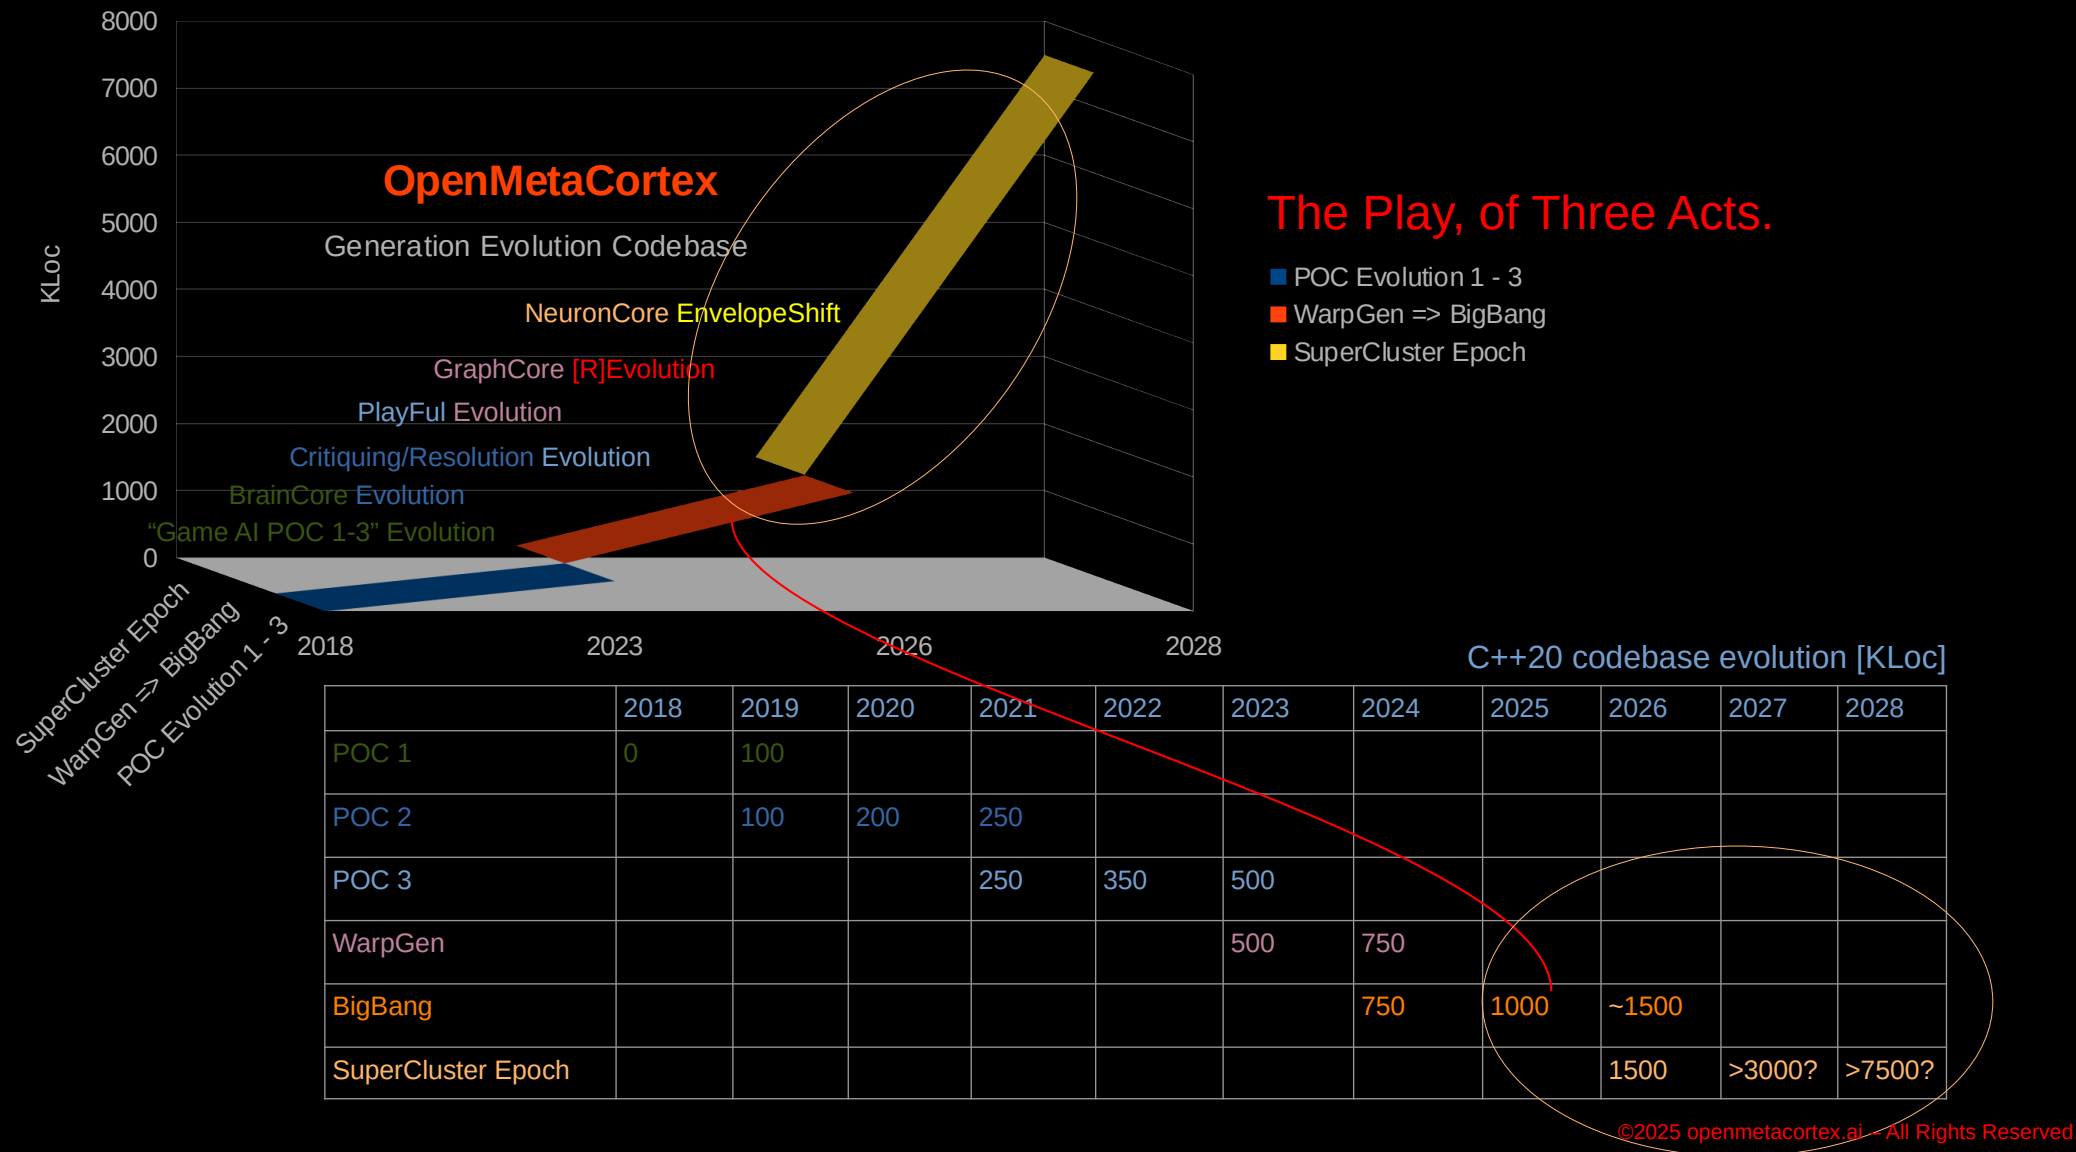 8000
7000
6000
5000
4000
3000
2000
1000
0
KLoc
OpenMetaCortex
Generation Evolution Codebase
NeuronCore EnvelopeShift
GraphCore [R]Evolution
PlayFul Evolution
Critiquing/Resolution Evolution
BrainCore Evolution
“Game AI POC 1-3” Evolution
SuperCluster Epoch
WarpGen => BigBang
POC Evolution 1 - 3
2018 2023 2026 2028
The Play, of Three Acts.
POC Evolution 1 - 3
WarpGen => BigBang
SuperCluster Epoch
C++20 codebase evolution [KLoc]
2018 2019 2020 2021 2022 2023 2024 2025 2026 2027 2028
POC 1 0 100
POC 2 100 200 250
POC 3 250 350 500
WarpGen 500 750
BigBang 750 1000 ~1500
SuperCluster Epoch 1500 >3000? >7500?
©2025 openmetacortex.ai – All Rights Reserved